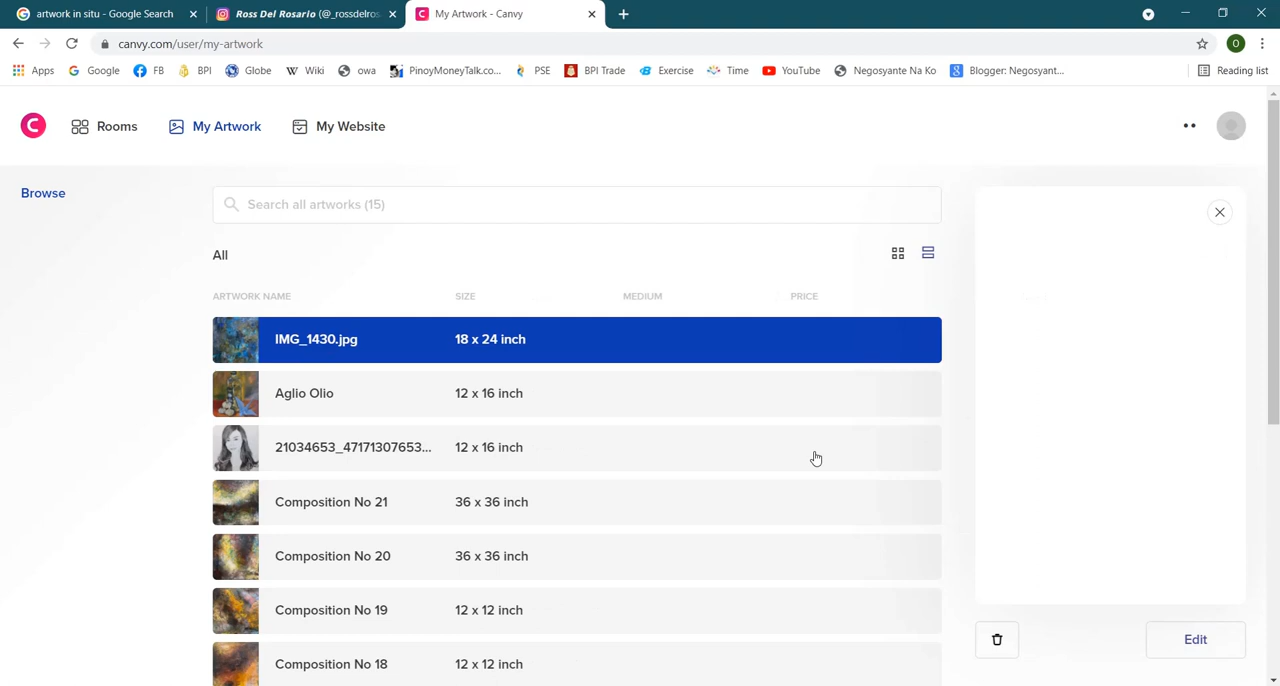 artwork in situ - Google Search
Ross Del Rosario (@_rossdelros
My Artwork - Canvy
canvy.com/user/my-artwork
O
Apps
Google
FB
BPI
Globe
Wiki
owa
PinoyMoneyTalk.co...
PSE
BPI Trade
Exercise
Time
YouTube
Negosyante Na Ko
Blogger: Negosyant...
Reading list
C
Rooms
My Artwork
My Website
Browse
Search all artworks (15)
All
ARTWORK NAME SIZE MEDIUM PRICE
IMG_1430.jpg 18 x 24 inch
Aglio Olio 12 x 16 inch
21034653_47171307653... 12 x 16 inch
Composition No 21 36 x 36 inch
Composition No 20 36 x 36 inch
Composition No 19 12 x 12 inch
Composition No 18 12 x 12 inch
Edit